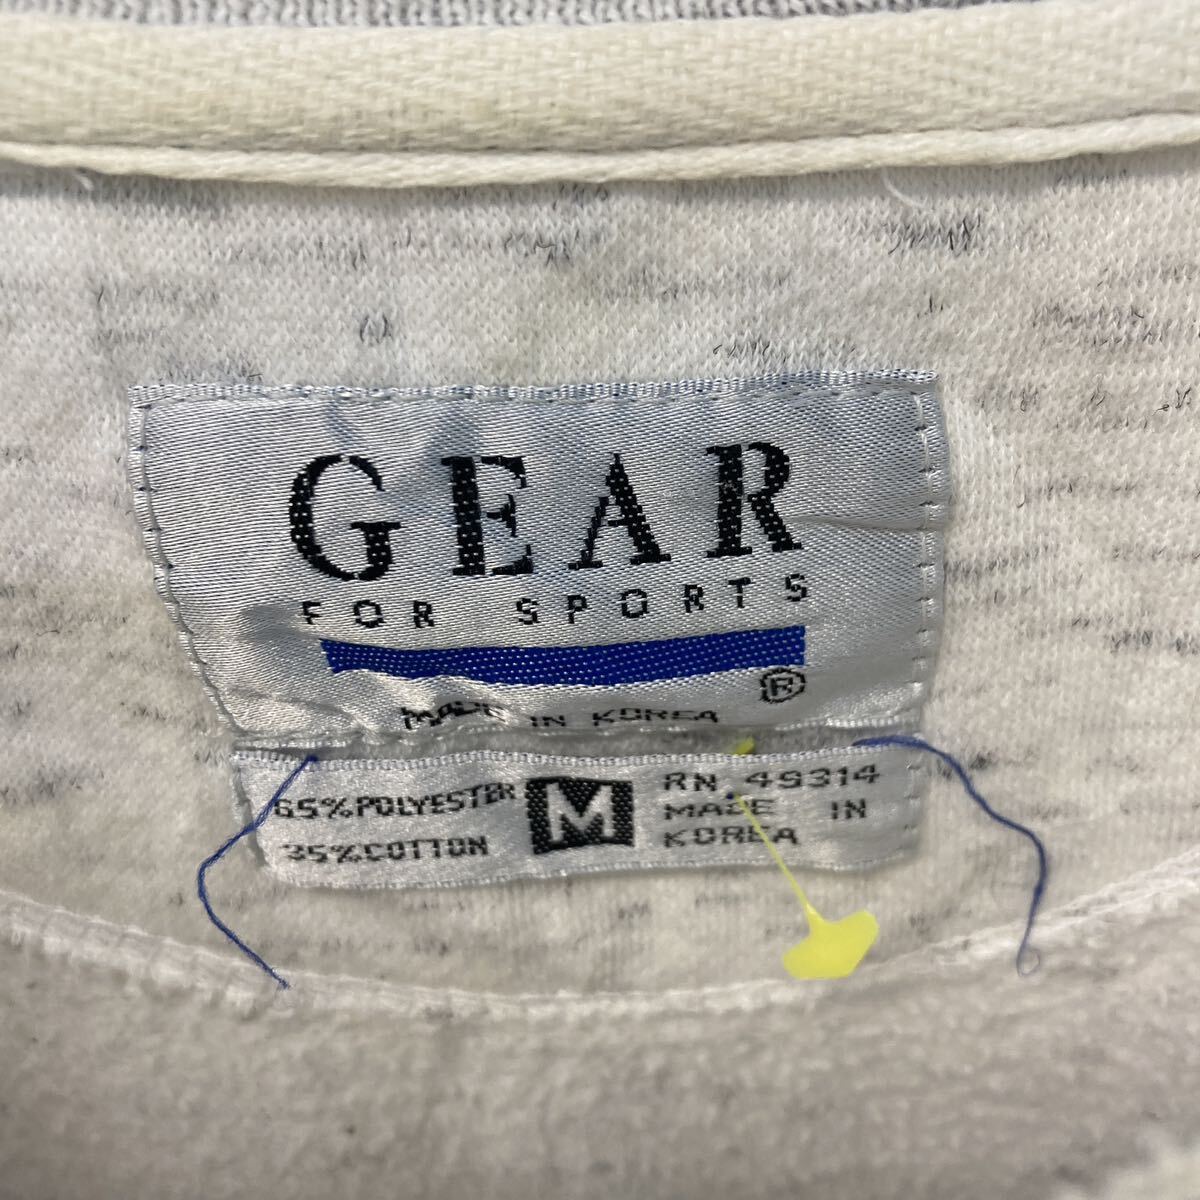 GEAR
FOR SPORTS
®
MADE IN KOREA
65% POLYESTER
35% COTTON
M
RN. 49314
MADE IN
KOREA